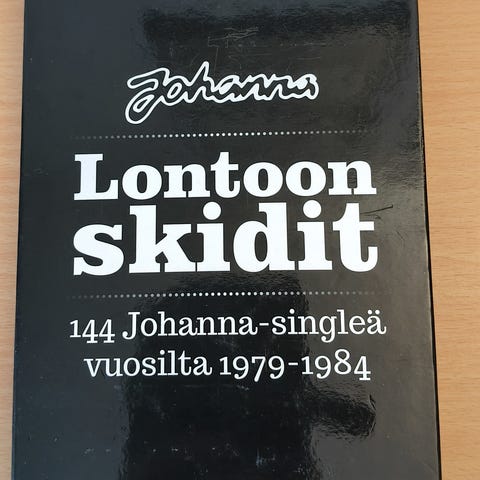 Johanna
Lontoon
skidit
144 Johanna-singleä
vuosilta 1979-1984